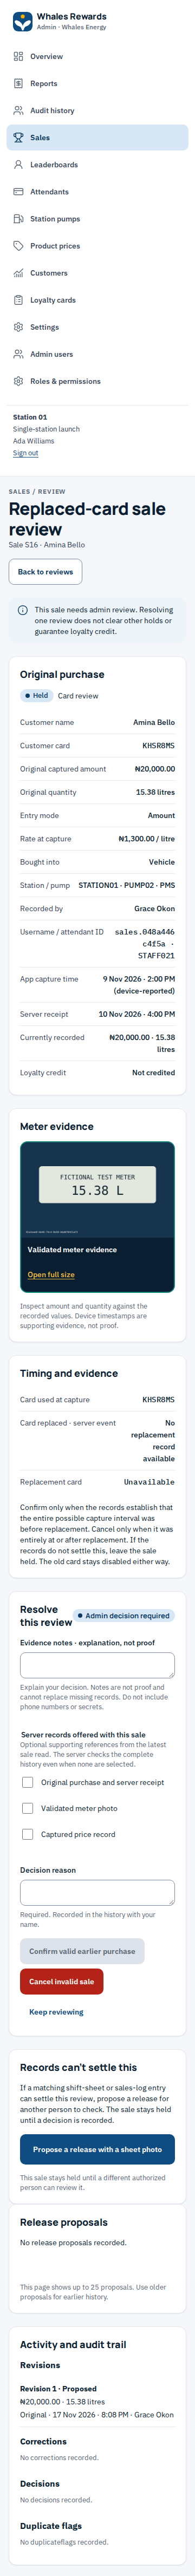 Whales Rewards
Admin · Whales Energy
Overview
Reports
Audit history
Sales
Leaderboards
Attendants
Station pumps
Product prices
Customers
Loyalty cards
Settings
Admin users
Roles & permissions
Station 01
Single-station launch
Ada Williams
Sign out
SALES / REVIEW
Replaced-card sale
review
Sale S16 · Amina Bello
Back to reviews
This sale needs admin review. Resolving
one review does not clear other holds or
guarantee loyalty credit.
Original purchase
Held Card review
Customer name Amina Bello
Customer card KHSR8MS
Original captured amount ₦20,000.00
Original quantity 15.38 litres
Entry mode Amount
Rate at capture ₦1,300.00 / litre
Bought into Vehicle
Station / pump STATION01 · PUMP02 · PMS
Recorded by Grace Okon
Username / attendant ID sales.048a446
c4f5a ·
STAFF021
App capture time 9 Nov 2026 · 2:00 PM
(device-reported)
Server receipt 10 Nov 2026 · 4:00 PM
Currently recorded ₦20,000.00 · 15.38
litres
Loyalty credit Not credited
Meter evidence
FICTIONAL TEST METER
15.38 L
Validated meter evidence
Open full size
Inspect amount and quantity against the
recorded values. Device timestamps are
supporting evidence, not proof.
Timing and evidence
Card used at capture KHSR8MS
Card replaced · server event No
replacement
record
available
Replacement card Unavailable
Confirm only when the records establish that
the entire possible capture interval was
before replacement. Cancel only when it was
entirely at or after replacement. If the
records do not settle this, leave the sale
held. The old card stays disabled either way.
Resolve
this review
Admin decision required
Evidence notes · explanation, not proof
Explain your decision. Notes are not proof and
cannot replace missing records. Do not include
phone numbers or secrets.
Server records offered with this sale
Optional supporting references from the latest
sale read. The server checks the complete
history even when none are selected.
Original purchase and server receipt
Validated meter photo
Captured price record
Decision reason
Required. Recorded in the history with your
name.
Confirm valid earlier purchase
Cancel invalid sale
Keep reviewing
Records can't settle this
If a matching shift-sheet or sales-log entry
can settle this review, propose a release for
another person to check. The sale stays held
until a decision is recorded.
Propose a release with a sheet photo
This sale stays held until a different authorized
person can review it.
Release proposals
No release proposals recorded.
This page shows up to 25 proposals. Use older
proposals for earlier history.
Activity and audit trail
Revisions
Revision 1 · Proposed
₦20,000.00 · 15.38 litres
Original · 17 Nov 2026 · 8:08 PM · Grace Okon
Corrections
No corrections recorded.
Decisions
No decisions recorded.
Duplicate flags
No duplicateflags recorded.